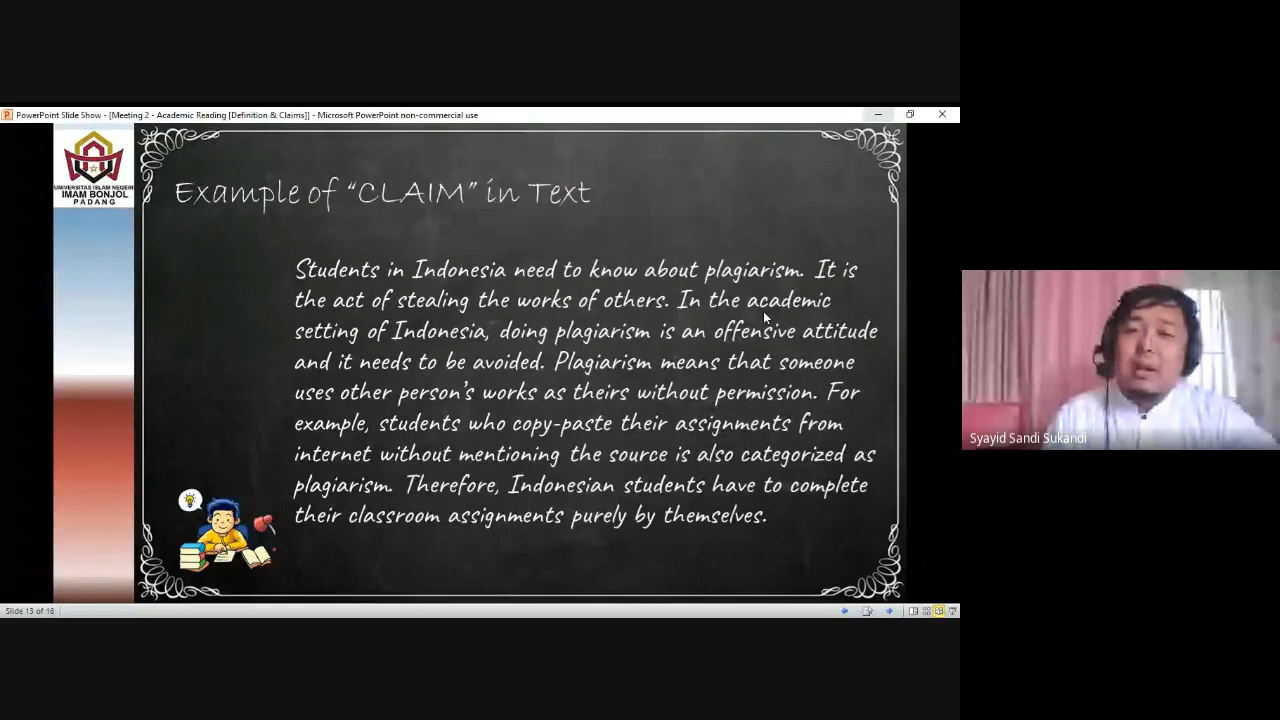 PowerPoint Slide Show - [Meeting 2 - Academic Reading [Definition & Claims]] - Microsoft PowerPoint non-commercial use
UNIVERSITAS ISLAM NEGERI
IMAM BONJOL
PADANG
Example of “CLAIM” in Text
Students in Indonesia need to know about plagiarism. It is
the act of stealing the works of others. In the academic
setting of Indonesia, doing plagiarism is an offensive attitude
and it needs to be avoided. Plagiarism means that someone
uses other person's works as theirs without permission. For
example, students who copy-paste their assignments from
internet without mentioning the source is also categorized as
plagiarism. Therefore, Indonesian students have to complete
their classroom assignments purely by themselves.
Syayid Sandi Sukandi
Slide 13 of 16